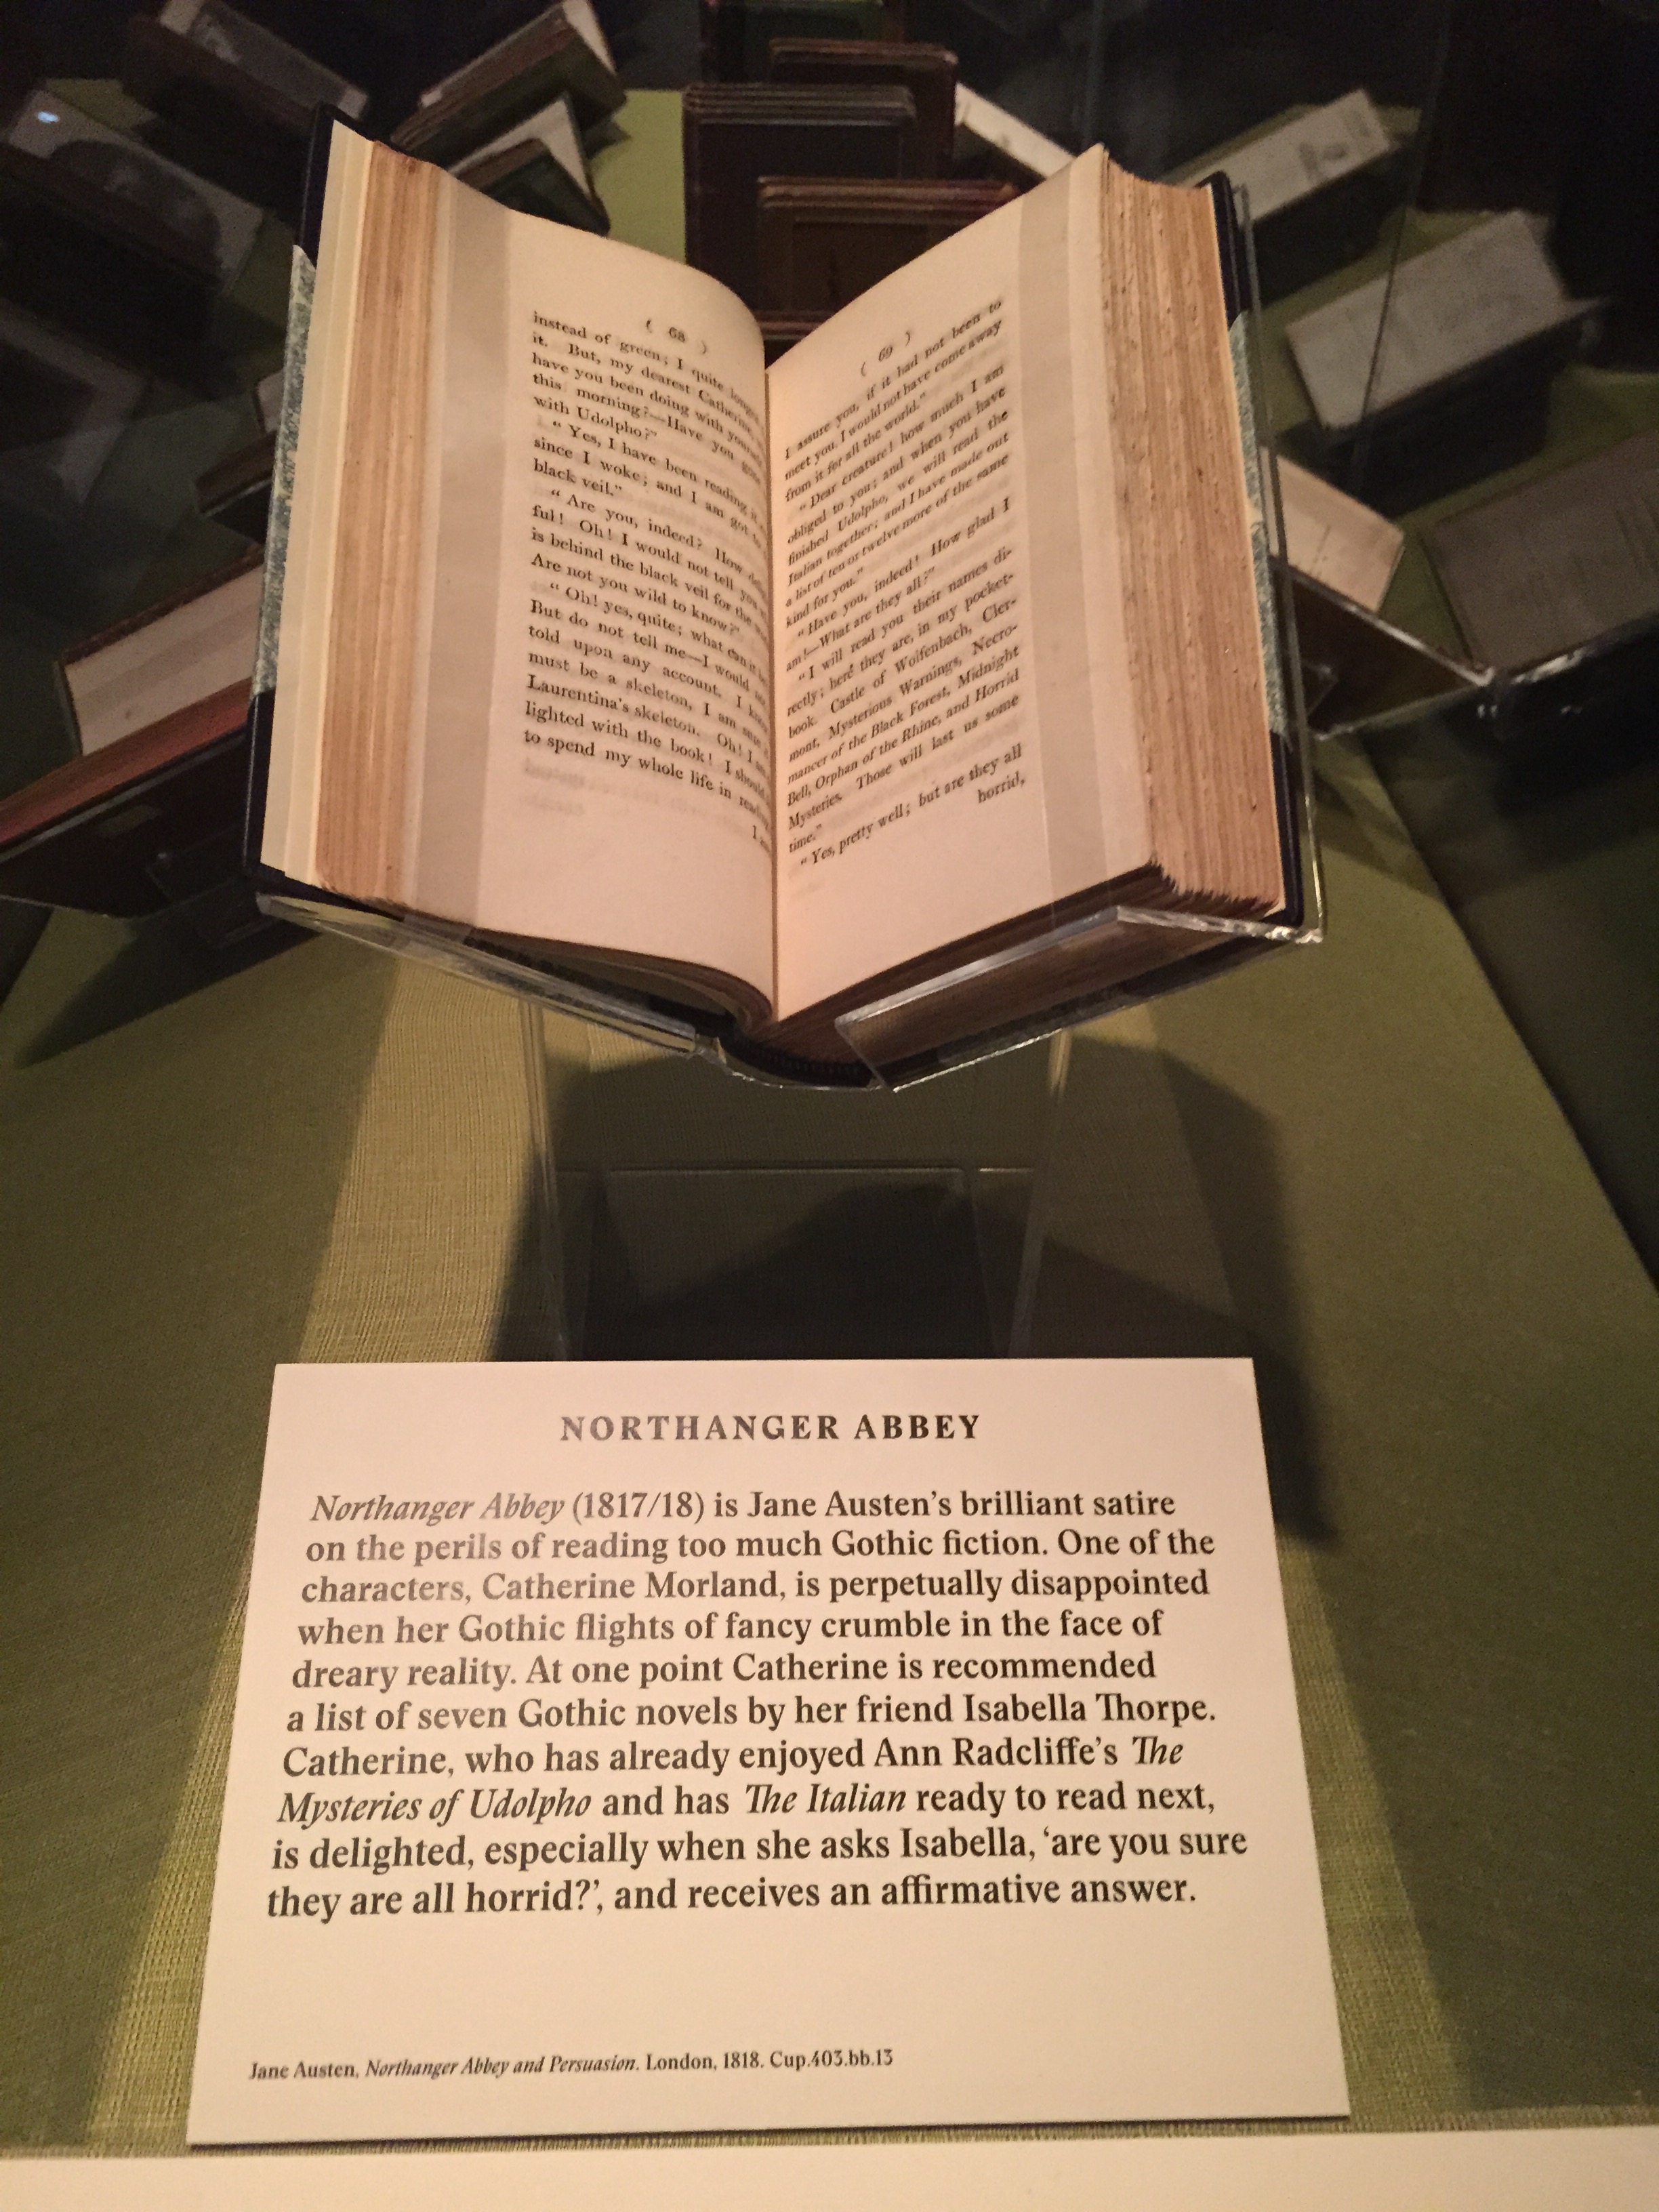 ( 68 )
instead of green; I quite longed
it. But, my dearest Catherine,
have you been doing with yourself
this morning?—Have you gone
with Udolpho?"
"Yes, I have been reading it
since I woke; and I am got to
black veil."
"Are you, indeed? How
ful! Oh! I would not tell you
is behind the black veil for the
Are not you wild to know?"
"Oh! yes, quite; what can it
But do not tell me—I would
told upon any account. I know
must be a skeleton, I am sure
Laurentina's skeleton. Oh! I
lighted with the book! I should
to spend my whole life in
( 69 )
I assure you, if it had not been to
meet you, I would not have come away
from it for all the world."
"Dear creature! how much I am
obliged to you; and when you have
finished Udolpho, we will read the
Italian together; and I have made out
a list of ten or twelve more of the same
kind for you."
"Have you, indeed! How glad I
am!—What are they all?"
"I will read you their names di-
rectly; here they are, in my pocket-
book. Castle of Wolfenbach, Cler-
mont, Mysterious Warnings, Necro-
mancer of the Black Forest, Midnight
Bell, Orphan of the Rhine, and Horrid
Mysteries. Those will last us some
time."
"Yes, pretty well; but are they all
horrid,
NORTHANGER ABBEY
Northanger Abbey (1817/18) is Jane Austen's brilliant satire
on the perils of reading too much Gothic fiction. One of the
characters, Catherine Morland, is perpetually disappointed
when her Gothic flights of fancy crumble in the face of
dreary reality. At one point Catherine is recommended
a list of seven Gothic novels by her friend Isabella Thorpe.
Catherine, who has already enjoyed Ann Radcliffe's The
Mysteries of Udolpho and has The Italian ready to read next,
is delighted, especially when she asks Isabella, 'are you sure
they are all horrid?', and receives an affirmative answer.
Jane Austen, Northanger Abbey and Persuasion. London, 1818. Cup.403.bb.13